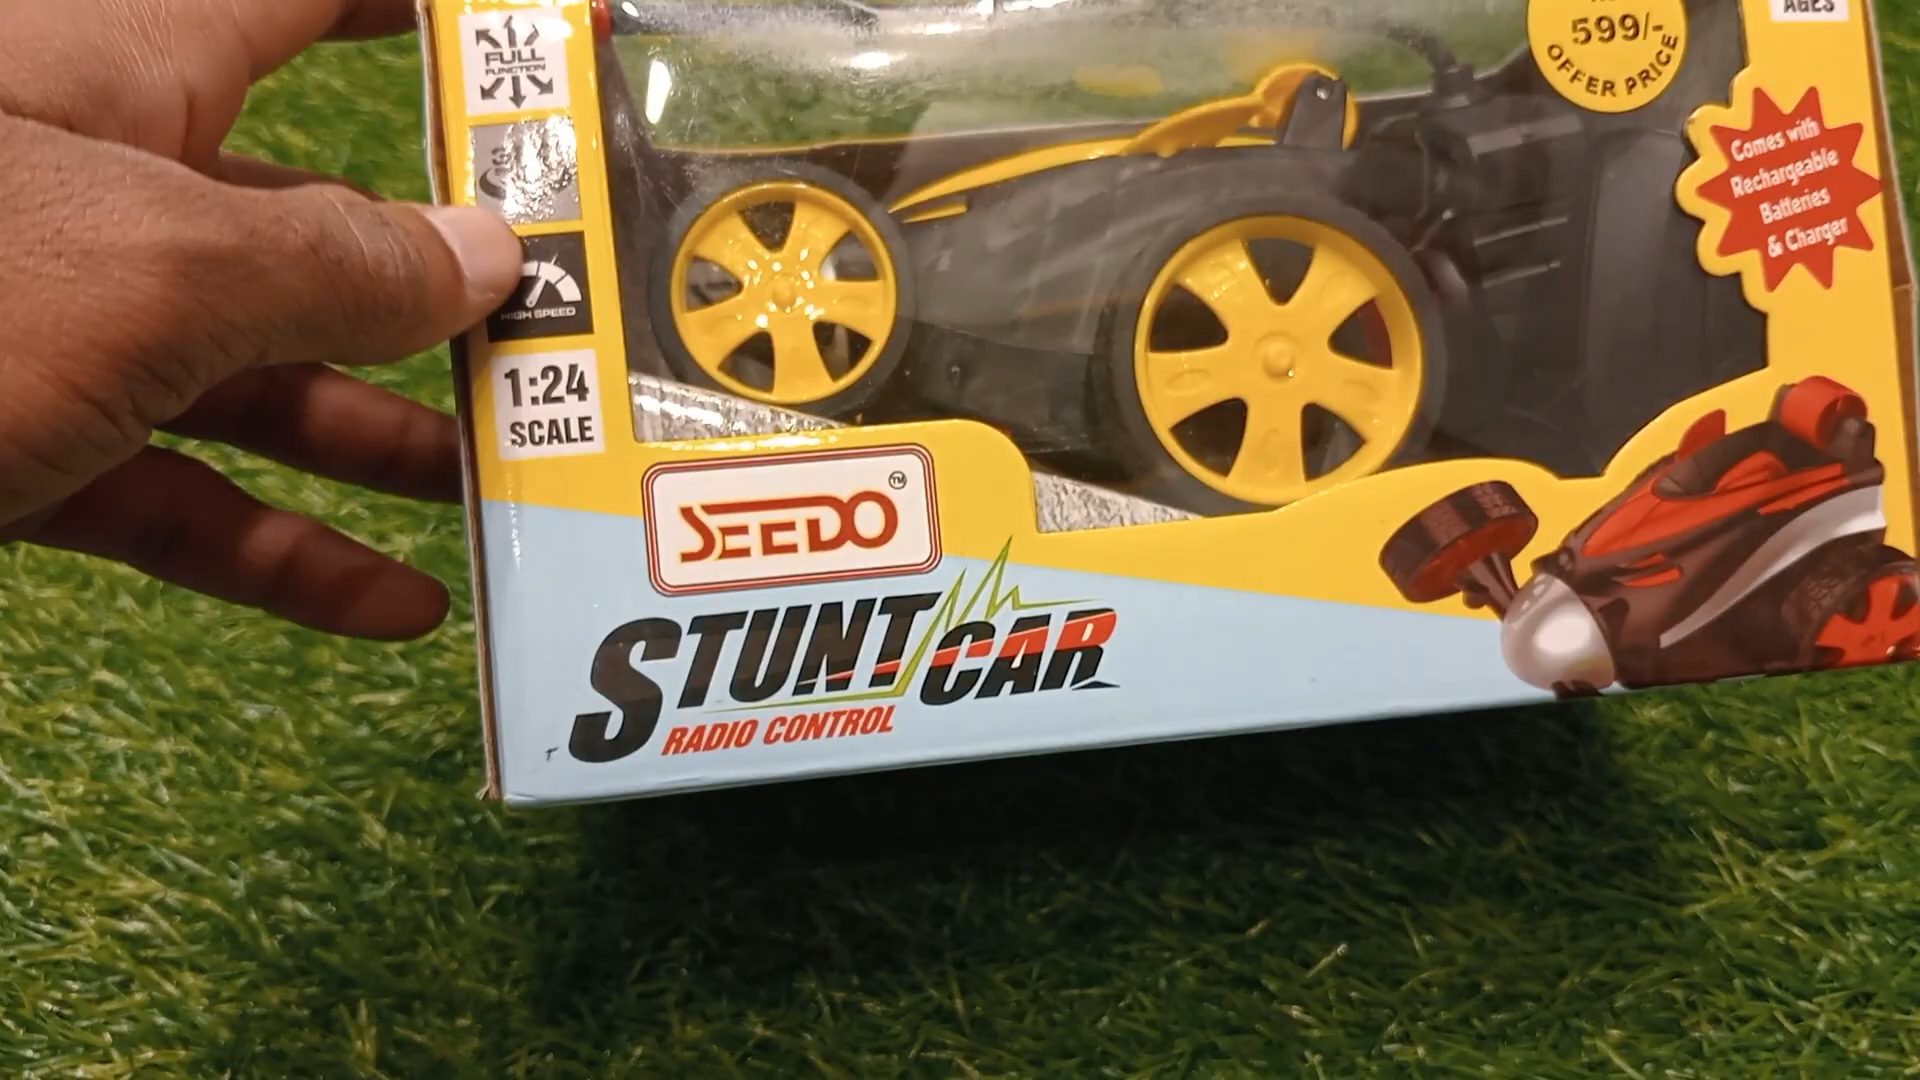 FULL
FUNCTION
HIGH SPEED
1:24
SCALE
599/-
OFFER PRICE
AGES
Comes with
Rechargeable
Batteries
& Charger
SEEDO TM
STUNT CAR
RADIO CONTROL